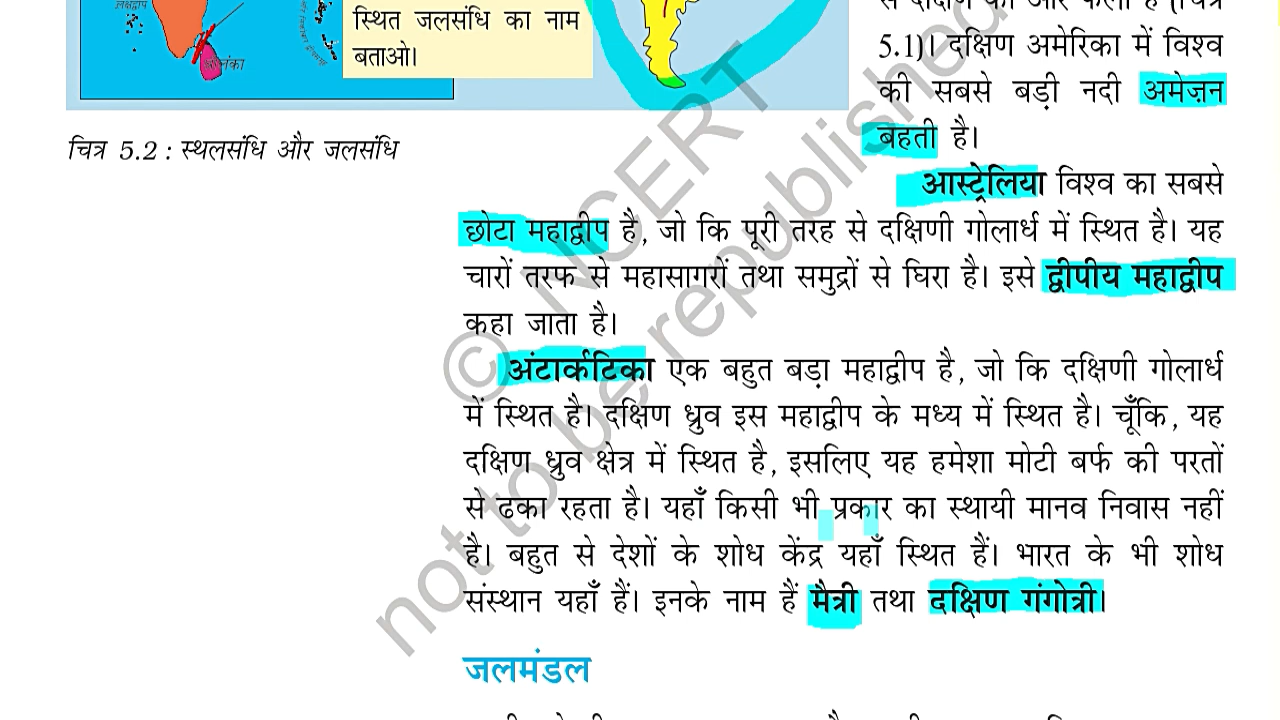 स्थित जलसंधि का नाम
बताओ।
चित्र 5.2 : स्थलसंधि और जलसंधि
5.1)। दक्षिण अमेरिका में विश्व
की सबसे बड़ी नदी अमेज़न
बहती है।
आस्ट्रेलिया विश्व का सबसे
छोटा महाद्वीप है, जो कि पूरी तरह से दक्षिणी गोलार्ध में स्थित है। यह
चारों तरफ से महासागरों तथा समुद्रों से घिरा है। इसे द्वीपीय महाद्वीप
कहा जाता है।
अंटार्कटिका एक बहुत बड़ा महाद्वीप है, जो कि दक्षिणी गोलार्ध
में स्थित है। दक्षिण ध्रुव इस महाद्वीप के मध्य में स्थित है। चूँकि, यह
दक्षिण ध्रुव क्षेत्र में स्थित है, इसलिए यह हमेशा मोटी बर्फ की परतों
से ढका रहता है। यहाँ किसी भी प्रकार का स्थायी मानव निवास नहीं
है। बहुत से देशों के शोध केंद्र यहाँ स्थित हैं। भारत के भी शोध
संस्थान यहाँ हैं। इनके नाम हैं मैत्री तथा दक्षिण गंगोत्री।
जलमंडल
© NCERT
not to be republished